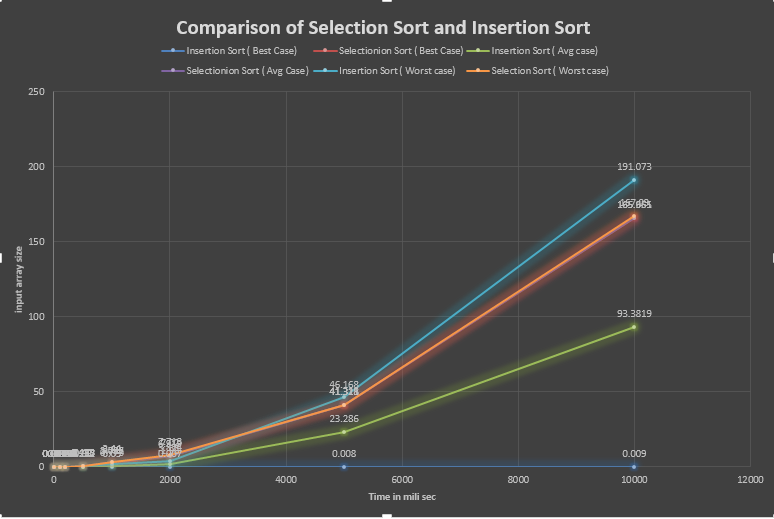 Comparison of Selection Sort and Insertion Sort
Insertion Sort ( Best Case) Selectionion Sort ( Best Case) Insertion Sort ( Avg case)
Selectionion Sort ( Avg Case) Insertion Sort ( Worst case) Selection Sort ( Worst case)
250
200
191.073
150
input array size
100
93.3819
50
46.168
23.286
0.008
0.009
0
0 2000 4000 6000 8000 10000 12000
Time in mili sec